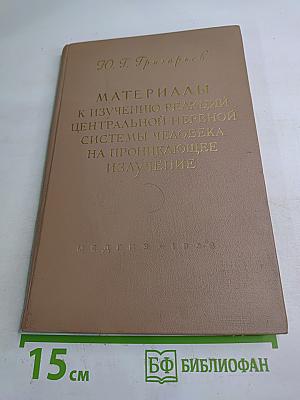 Ю. Г. Григорьев
МАТЕРИАЛЫ
К ИЗУЧЕНИЮ РЕАКЦИИ
ЦЕНТРАЛЬНОЙ НЕРВНОЙ
СИСТЕМЫ ЧЕЛОВЕКА
НА ПРОНИКАЮЩЕЕ
ИЗЛУЧЕНИЕ
МЕДГИЗ - 1958
15 см
БФ БИБЛИОФАН